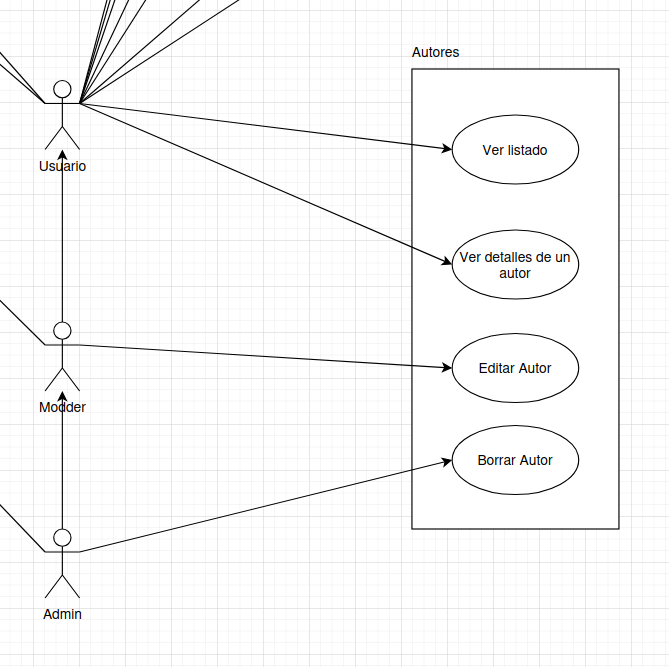 Autores
Usuario
Ver listado
Ver detalles de un
autor
Modder
Editar Autor
Borrar Autor
Admin